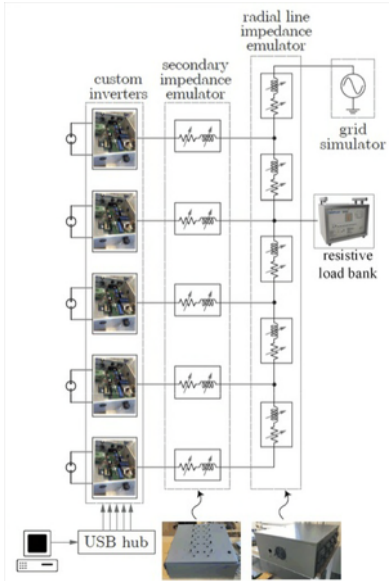 radial line
impedance
emulator
secondary
impedance
emulator
custom
inverters
grid
simulator
resistive
load bank
USB hub